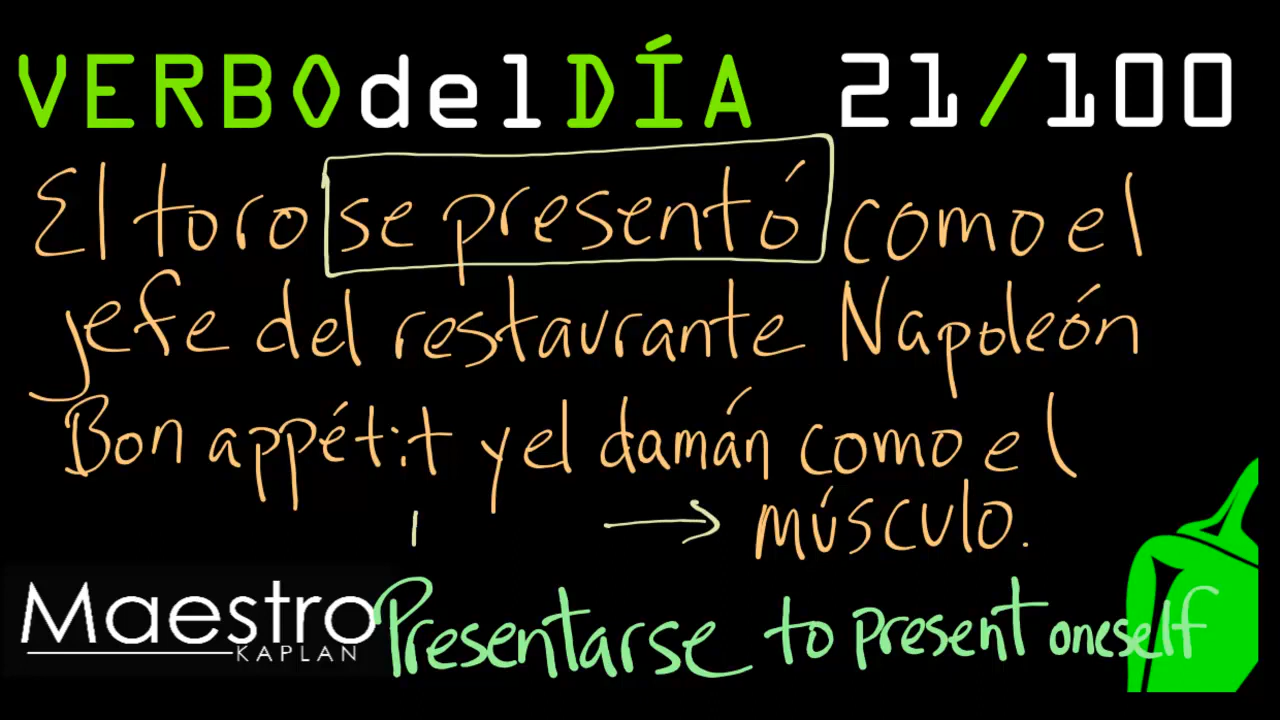 VERBOdelDÍA 21/100
El toro se presentó como el
jefe del restaurante Napoleón
Bon appétit y el damán como el
→ músculo.
Maestro
KAPLAN
Presentarse to present oneself